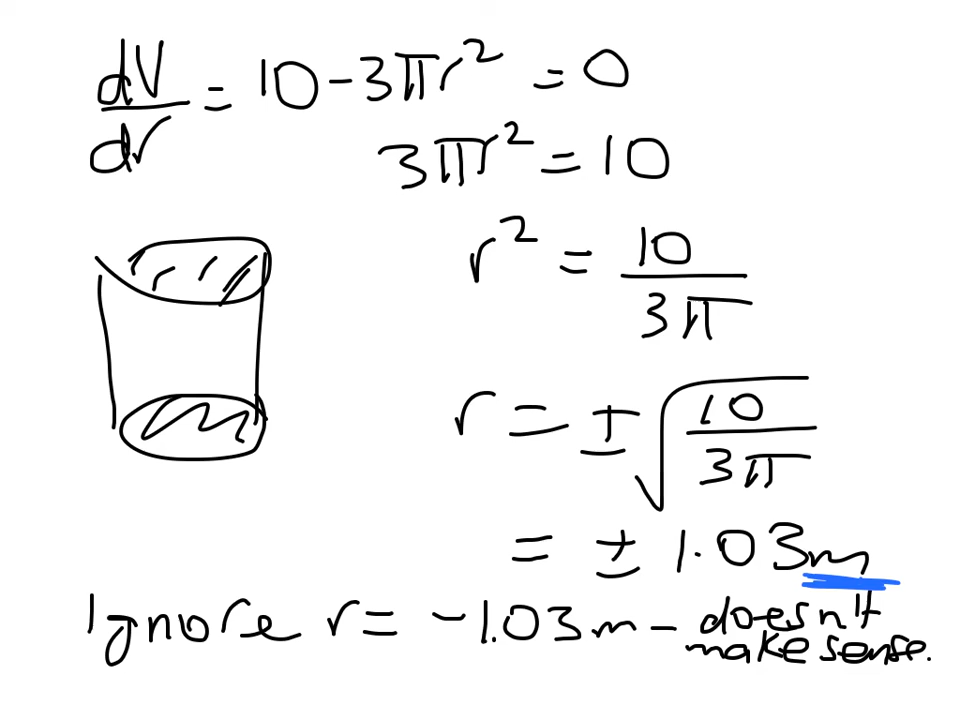 dV/dr = 10 - 3πr² = 0
3πr² = 10
r² = 10/3π
r = ±√(10/3π)
= ± 1.03m
Ignore r = -1.03m - doesn't
make sense.